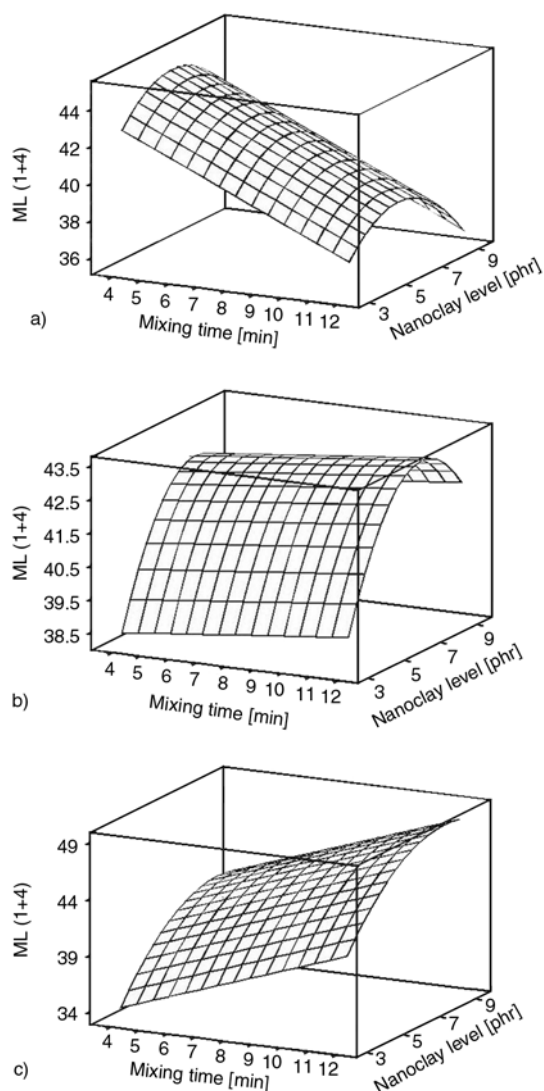 44
42
40
38
36
ML (1+4)
4 5 6 7 8 9 10 11 12
Mixing time [min]
3 5 7 9
Nanoclay level [phr]
a)
43.5
42.5
41.5
40.5
39.5
38.5
ML (1+4)
4 5 6 7 8 9 10 11 12
Mixing time [min]
3 5 7 9
Nanoclay level [phr]
b)
49
44
39
34
ML (1+4)
4 5 6 7 8 9 10 11 12
Mixing time [min]
3 5 7 9
Nanoclay level [phr]
c)